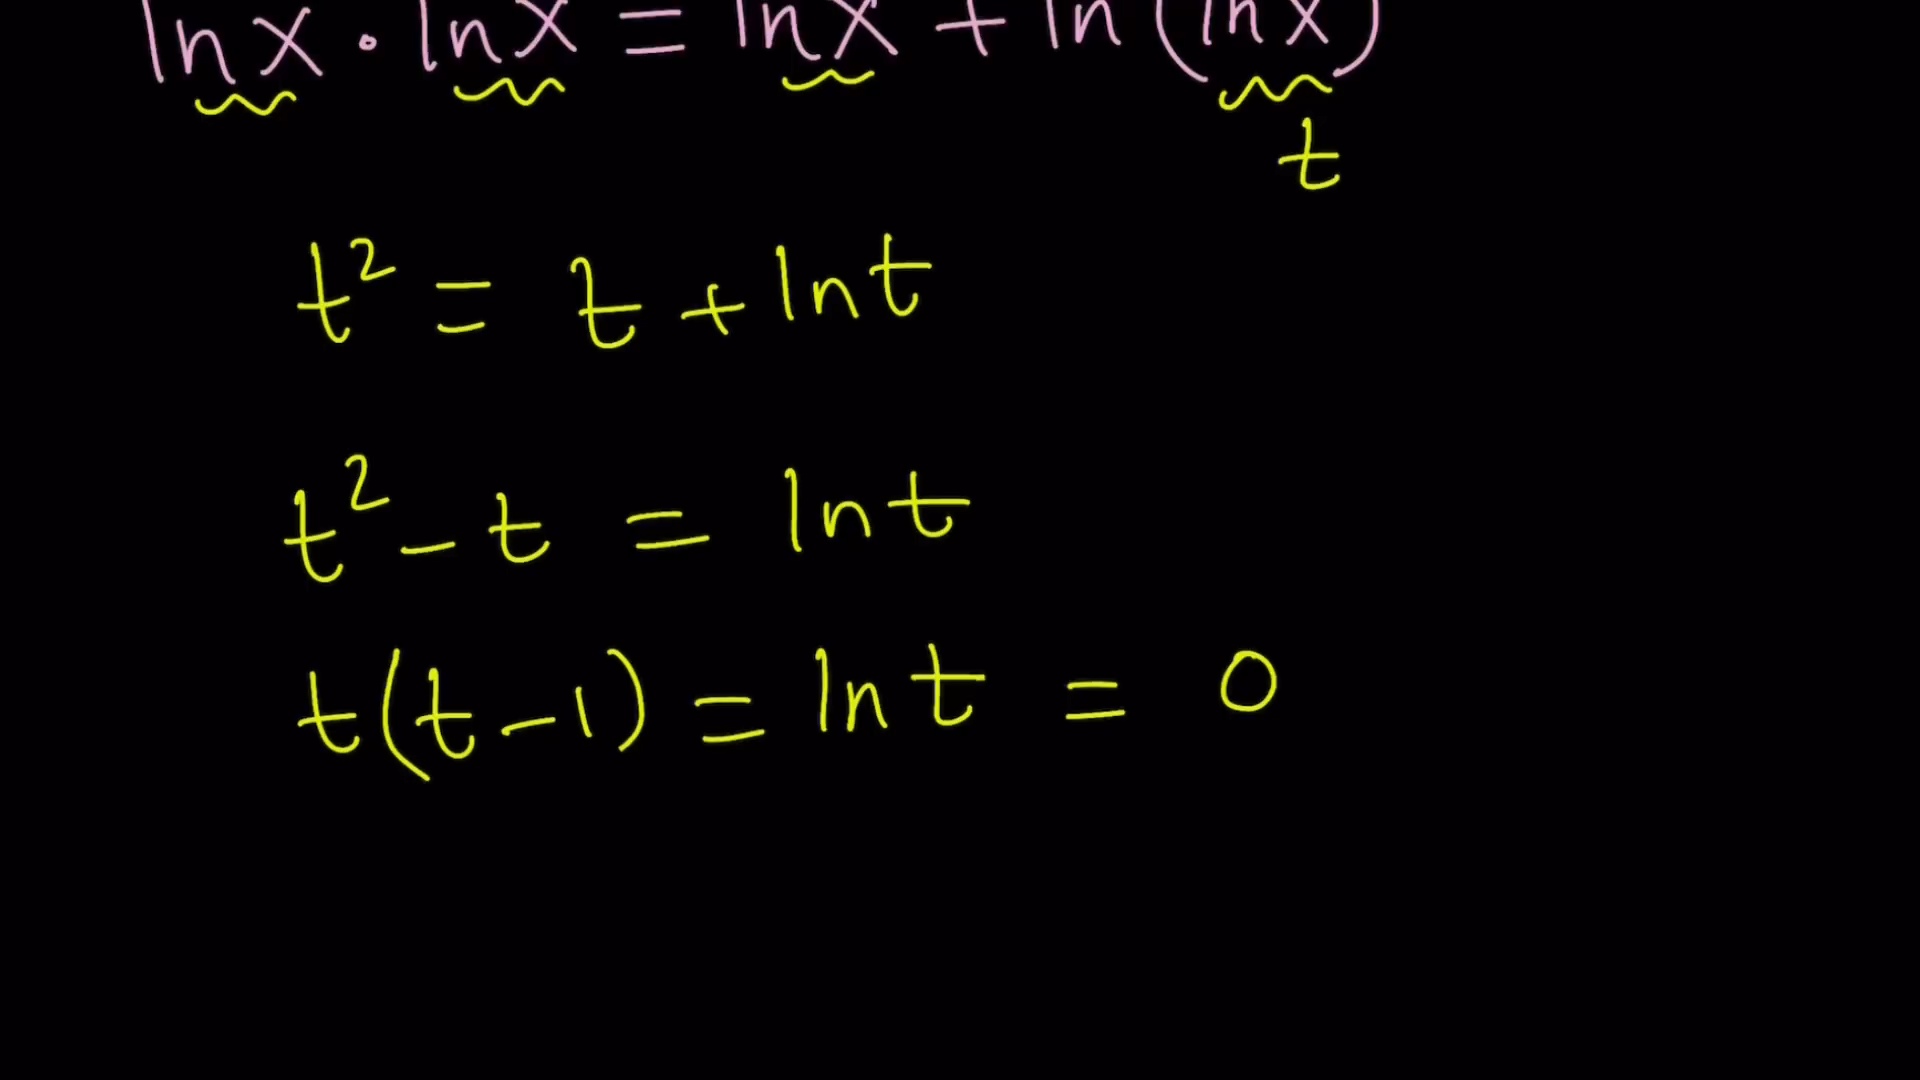 lnx · lnx = lnx + ln(lnx)
t
t² = t + lnt
t² - t = lnt
t(t-1) = lnt = 0